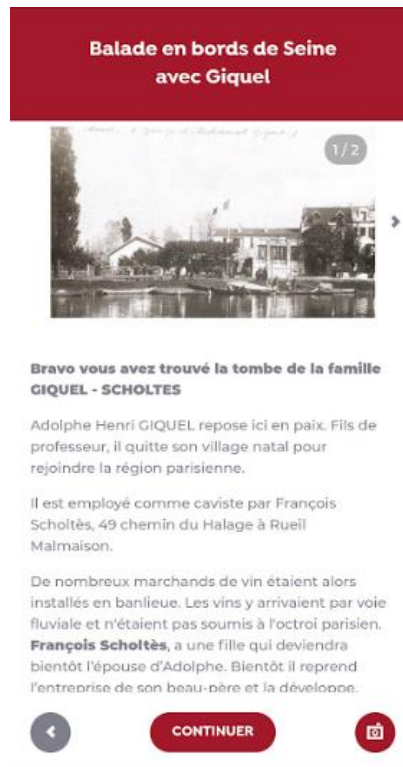 Balade en bords de Seine
avec Giquel
1/2
Bravo vous avez trouvé la tombe de la famille
GIQUEL - SCHOLTES
Adolphe Henri GIQUEL repose ici en paix. Fils de
professeur, il quitte son village natal pour
rejoindre la région parisienne.
Il est employé comme caviste par François
Scholtès, 49 chemin du Halage à Rueil
Malmaison.
De nombreux marchands de vin étaient alors
installés en banlieue. Les vins y arrivaient par voie
fluviale et n'étaient pas soumis à l'octroi parisien.
François Scholtès, a une fille qui deviendra
bientôt l'épouse d'Adolphe. Bientôt il reprend
l'entreprise de son beau-père et la développe.
CONTINUER